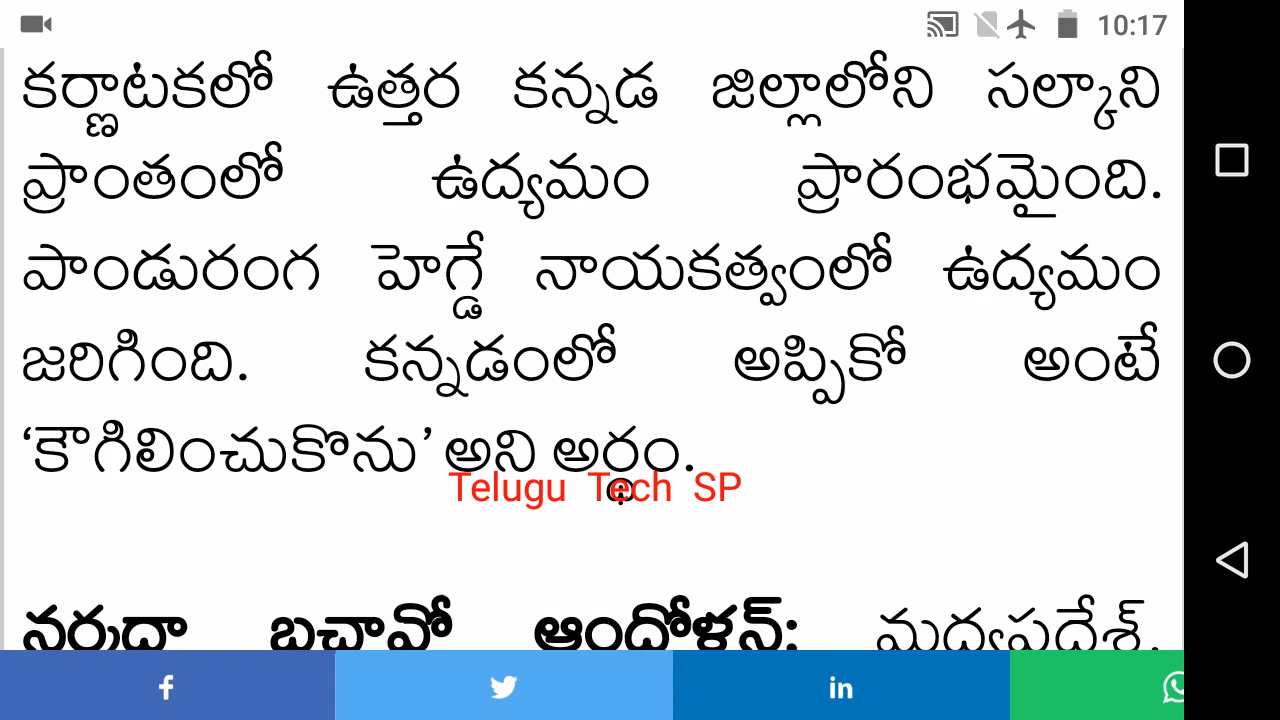 10:17
కర్ణాటకలో ఉత్తర కన్నడ జిల్లాలోని సల్కాని
ప్రాంతంలో ఉద్యమం ప్రారంభమైంది.
పాండురంగ హెగ్డే నాయకత్వంలో ఉద్యమం
జరిగింది. కన్నడంలో అప్పికో అంటే
‘కౌగిలించుకొను’ అని అర్థం.
Telugu Tech SP
నర్మదా బచావో ఆందోళన్: మధ్యప్రదేశ్,